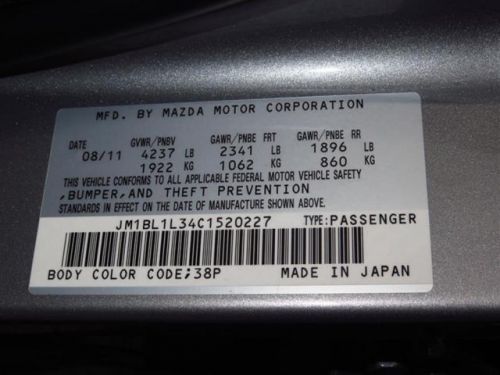 MFD. BY MAZDA MOTOR CORPORATION
DATE GVWR/PNBV GAWR/PNBE FRT GAWR/PNBE RR
08/11 4237 LB 2341 LB 1896 LB
1922 KG 1062 KG 860 KG
THIS VEHICLE CONFORMS TO ALL APPLICABLE FEDERAL MOTOR VEHICLE SAFETY
,BUMPER,AND THEFT PREVENTION
STANDARDS IN EFFECT ON THE DATE OF MANUFACTURE SHOWN ABOVE.
JM1BL1L34C1520227 TYPE:PASSENGER
BODY COLOR CODE;38P MADE IN JAPAN